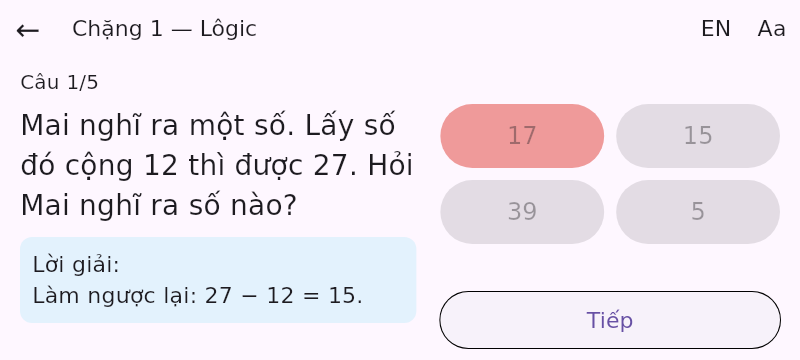 ← Chặng 1 — Lôgic EN Aa
Câu 1/5
Mai nghĩ ra một số. Lấy số
đó cộng 12 thì được 27. Hỏi
Mai nghĩ ra số nào?
Lời giải:
Làm ngược lại: 27 − 12 = 15.
17 15
39 5
Tiếp